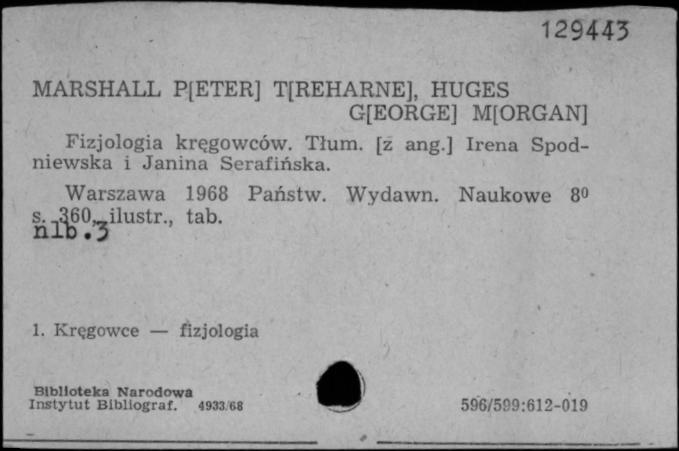 129443
MARSHALL P[ETER] T[REHARNE], HUGES
G[EORGE] M[ORGAN]
Fizjologia kręgowców. Tłum. [z ang.] Irena Spod-
niewska i Janina Serafińska.
Warszawa 1968 Państw. Wydawn. Naukowe 8⁰
s. 360, ilustr., tab.
nlb.3
1. Kręgowce — fizjologia
Biblioteka Narodowa
Instytut Bibliograf. 4933/68
596/599:612-019